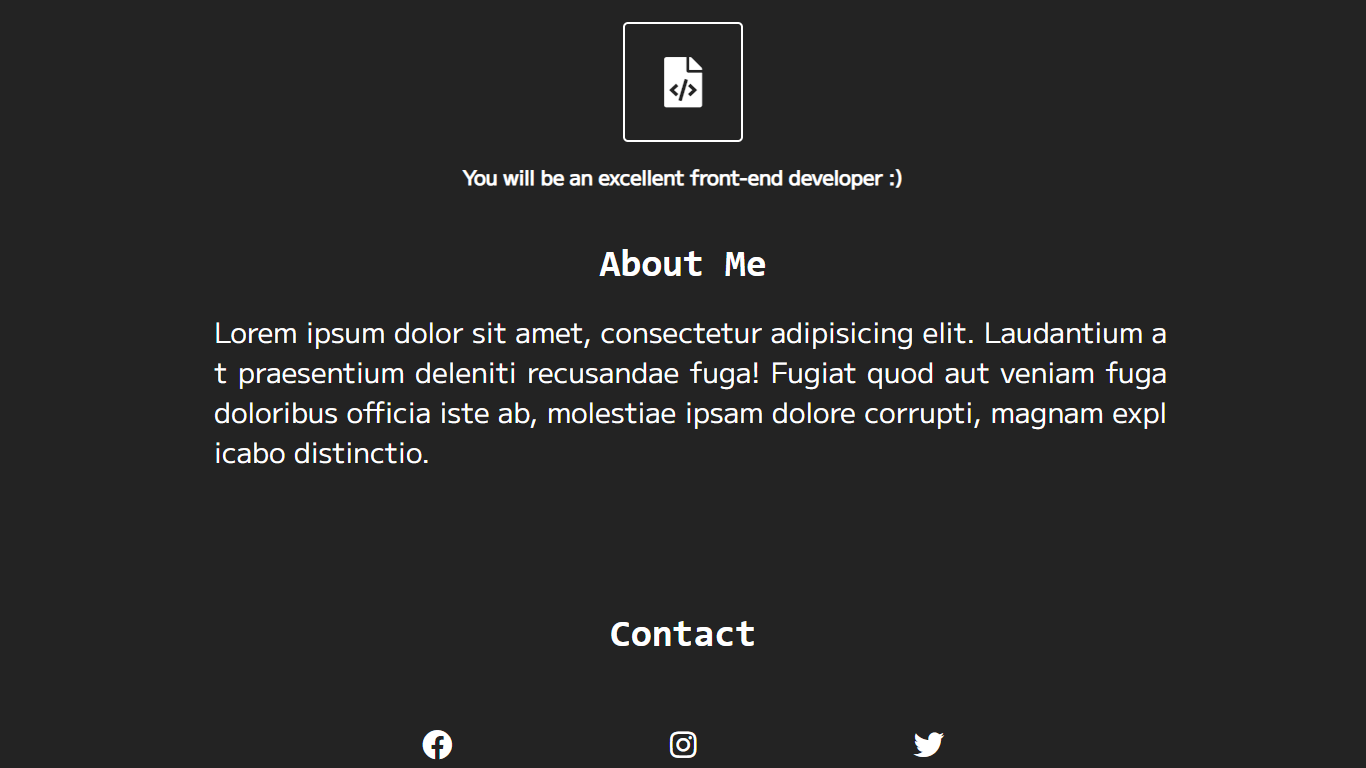 </>
You will be an excellent front-end developer :)
About Me
Lorem ipsum dolor sit amet, consectetur adipisicing elit. Laudantium a
t praesentium deleniti recusandae fuga! Fugiat quod aut veniam fuga
doloribus officia iste ab, molestiae ipsam dolore corrupti, magnam expl
icabo distinctio.
Contact